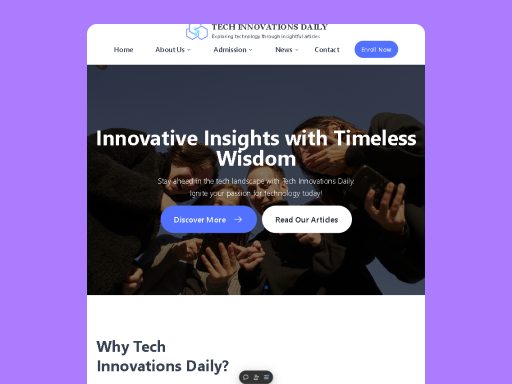 TECH INNOVATIONS DAILY
Exploring technology through insightful articles
Home About Us Admission News Contact Enroll Now
Innovative Insights with Timeless
Wisdom
Stay ahead in the tech landscape with Tech Innovations Daily.
Ignite your passion for technology today!
Discover More Read Our Articles
Why Tech
Innovations Daily?